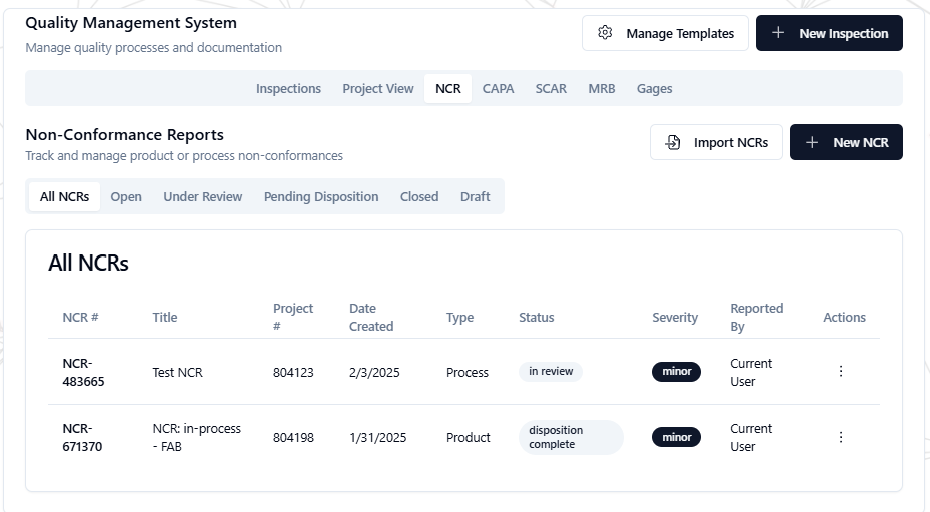 Quality Management System
Manage quality processes and documentation
Manage Templates
New Inspection
Inspections Project View NCR CAPA SCAR MRB Gages
Non-Conformance Reports
Track and manage product or process non-conformances
Import NCRs
New NCR
All NCRs Open Under Review Pending Disposition Closed Draft
All NCRs
NCR # Title Project # Date Created Type Status Severity Reported By Actions
NCR-483665 Test NCR 804123 2/3/2025 Process in review minor Current User
NCR-671370 NCR: in-process - FAB 804198 1/31/2025 Product disposition complete minor Current User